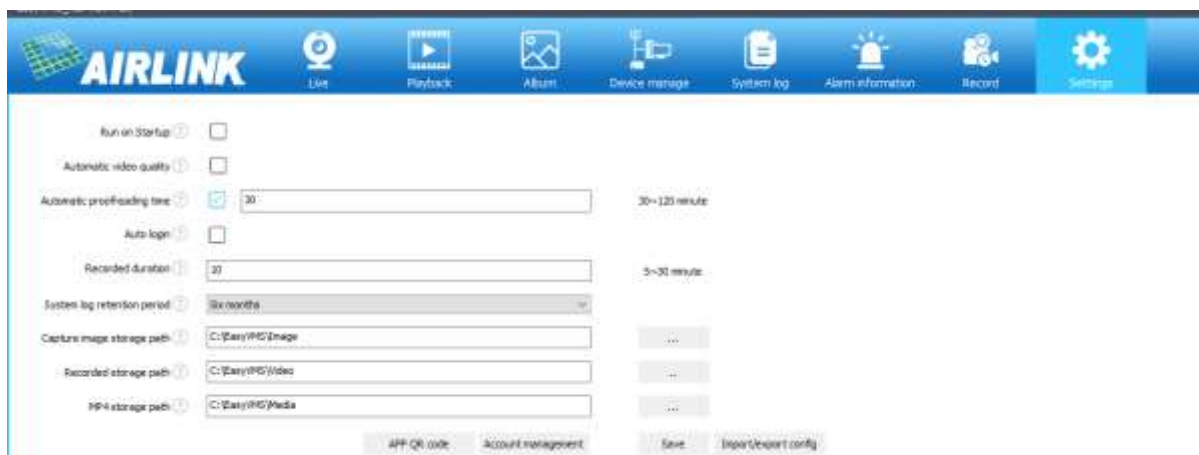 AIRLINK
Live
Playback
Album
Device manage
System log
Alarm information
Record
Settings
Run on Startup ?
Automatic video quality ?
Automatic proofreading time ? 30 30~120 minute
Auto login ?
Recorded duration ? 10 5~30 minute
System log retention period ? Six months
Capture image storage path ? C:\EasyVMS\Image ...
Recorded storage path ? C:\EasyVMS\Video ...
MP4 storage path ? C:\EasyVMS\Media ...
APP QR code
Account management
Save
Import/export config